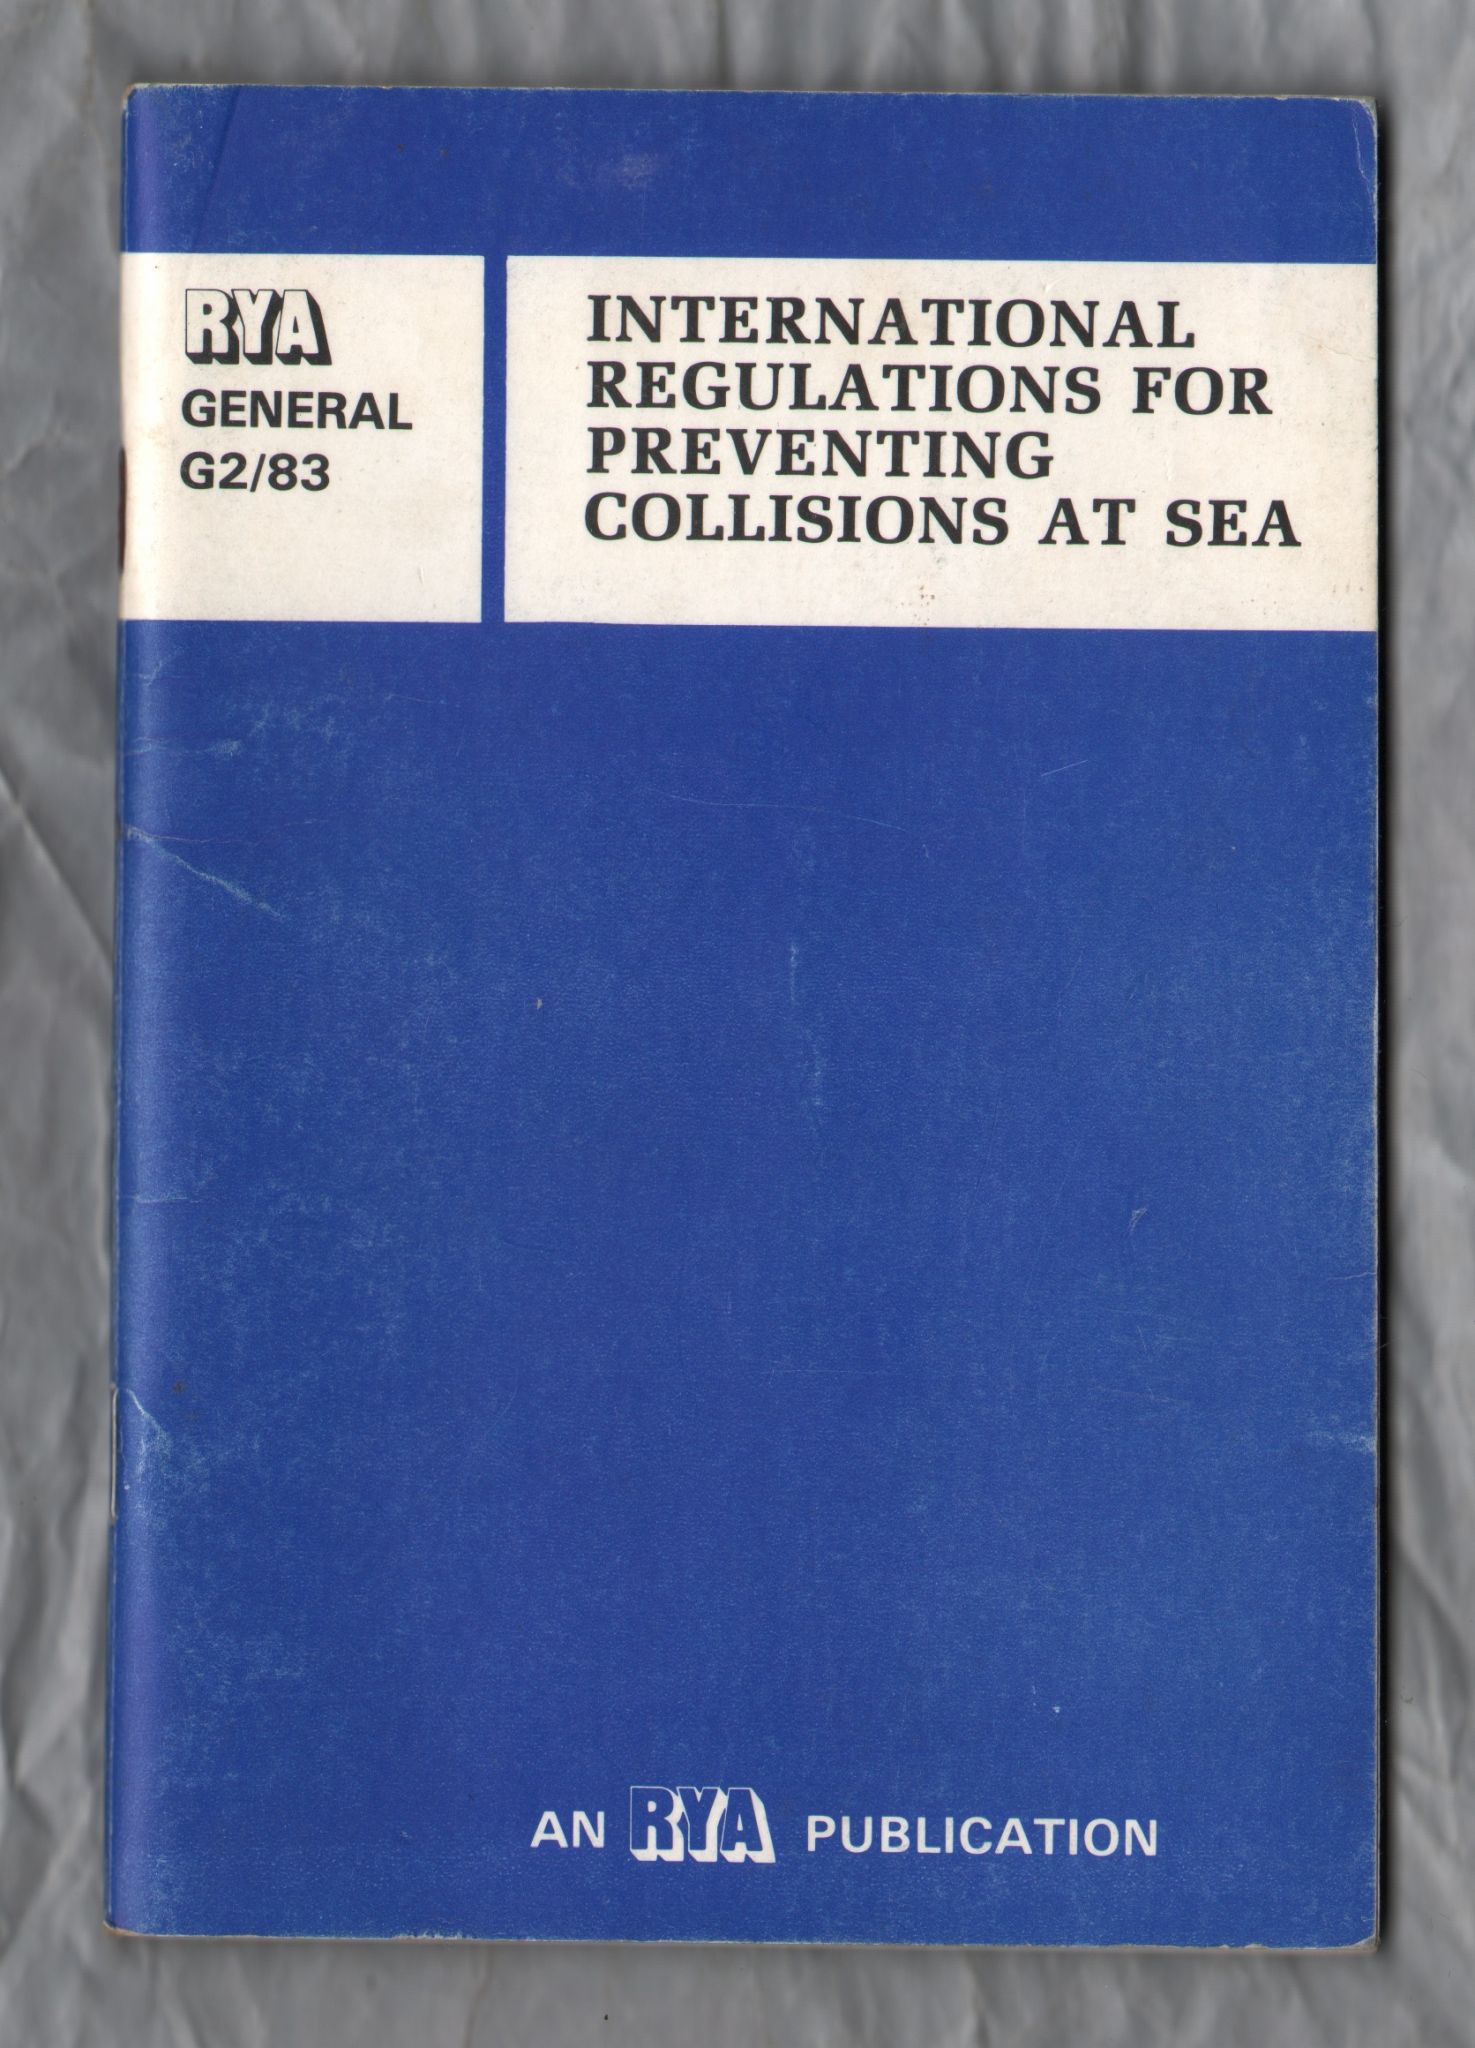 RYA
GENERAL
G2/83
INTERNATIONAL
REGULATIONS FOR
PREVENTING
COLLISIONS AT SEA
AN RYA PUBLICATION